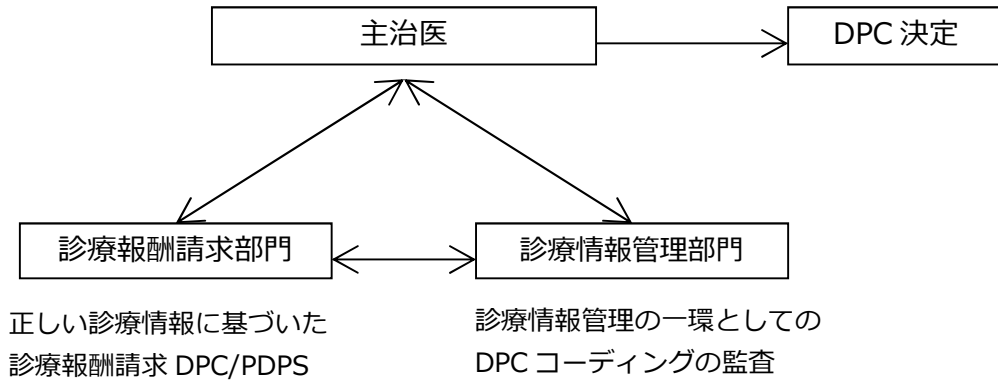 主治医
DPC 決定
診療報酬請求部門
診療情報管理部門
正しい診療情報に基づいた
診療報酬請求 DPC/PDPS
診療情報管理の一環としての
DPC コーディングの監査